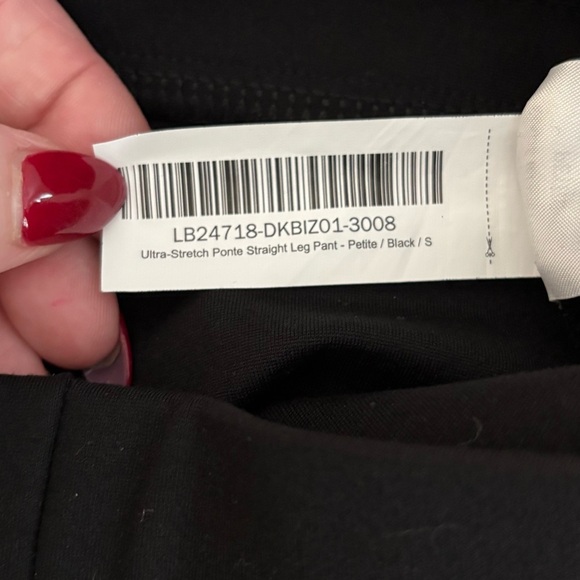 LB24718-DKBIZ01-3008
Ultra-Stretch Ponte Straight Leg Pant - Petite / Black / S